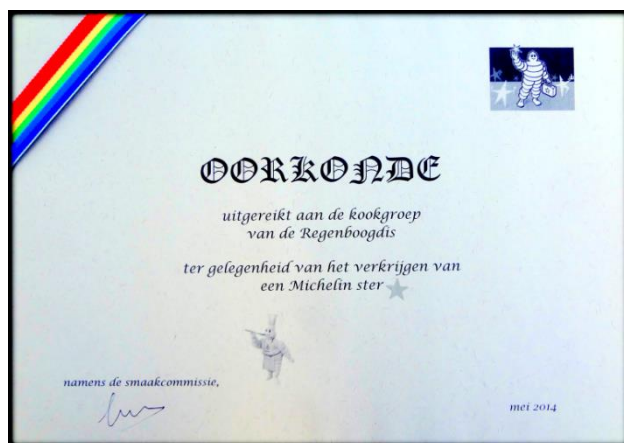 OORKONDE
uitgereikt aan de kookgroep
van de Regenboogdis
ter gelegenheid van het verkrijgen van
een Michelin ster
namens de smaakcommissie,
mei 2014